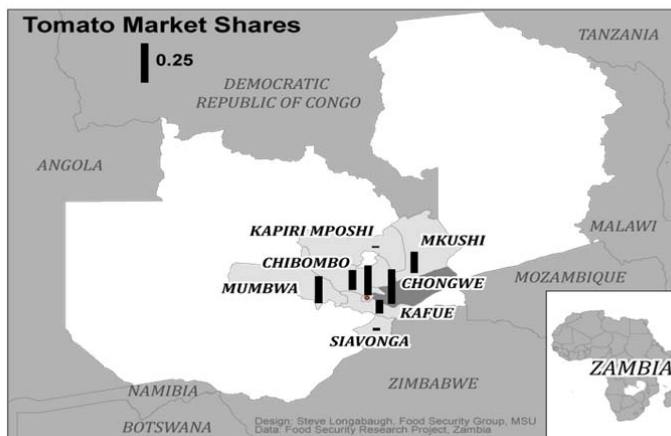 Tomato Market Shares
0.25
TANZANIA
DEMOCRATIC
REPUBLIC OF CONGO
ANGOLA
MALAWI
KAPIRI MPOSHI
MKUSHI
CHIBOMBO
MUMBWA
CHONGWE
MOZAMBIQUE
KAFUE
SIAVONGA
ZAMBIA
NAMIBIA
ZIMBABWE
BOTSWANA
Design: Steve Longabaugh, Food Security Group, MSU
Data: Food Security Research Project, Zambia